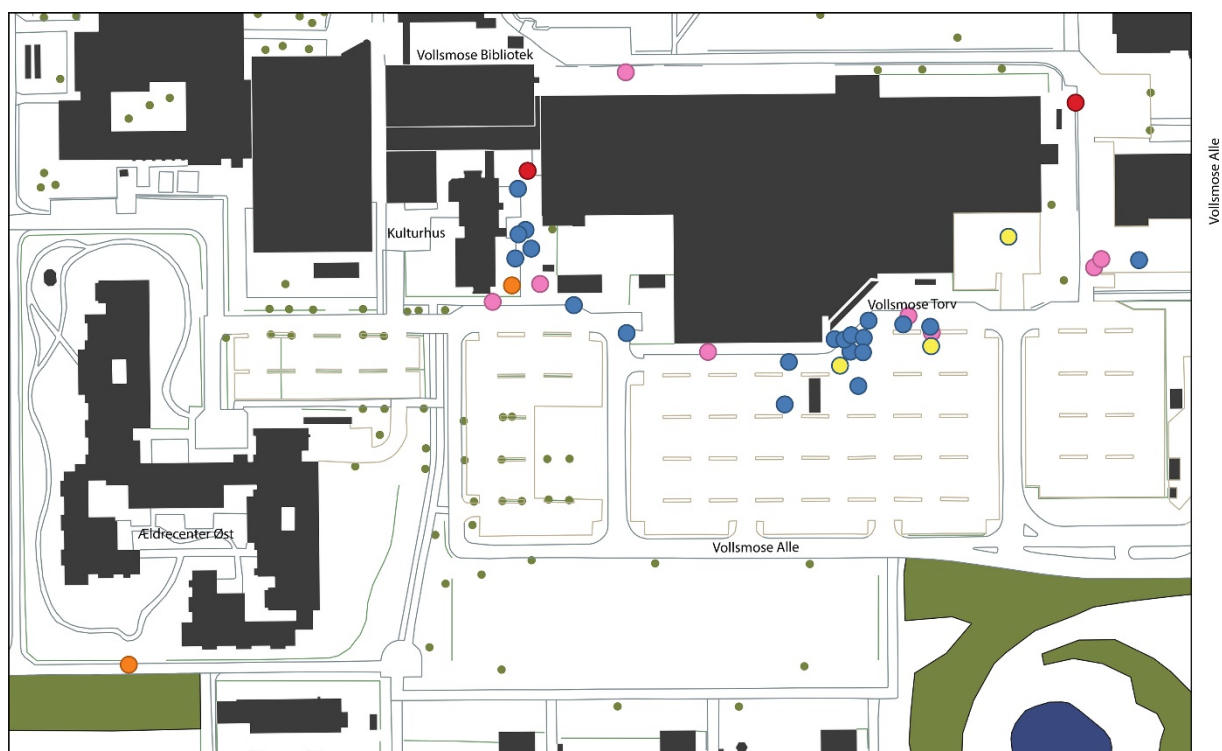 Vollsmose Bibliotek
Vollsmose Alle
Kulturhus
Vollsmose Torv
Ældrecenter Øst
Vollsmose Alle